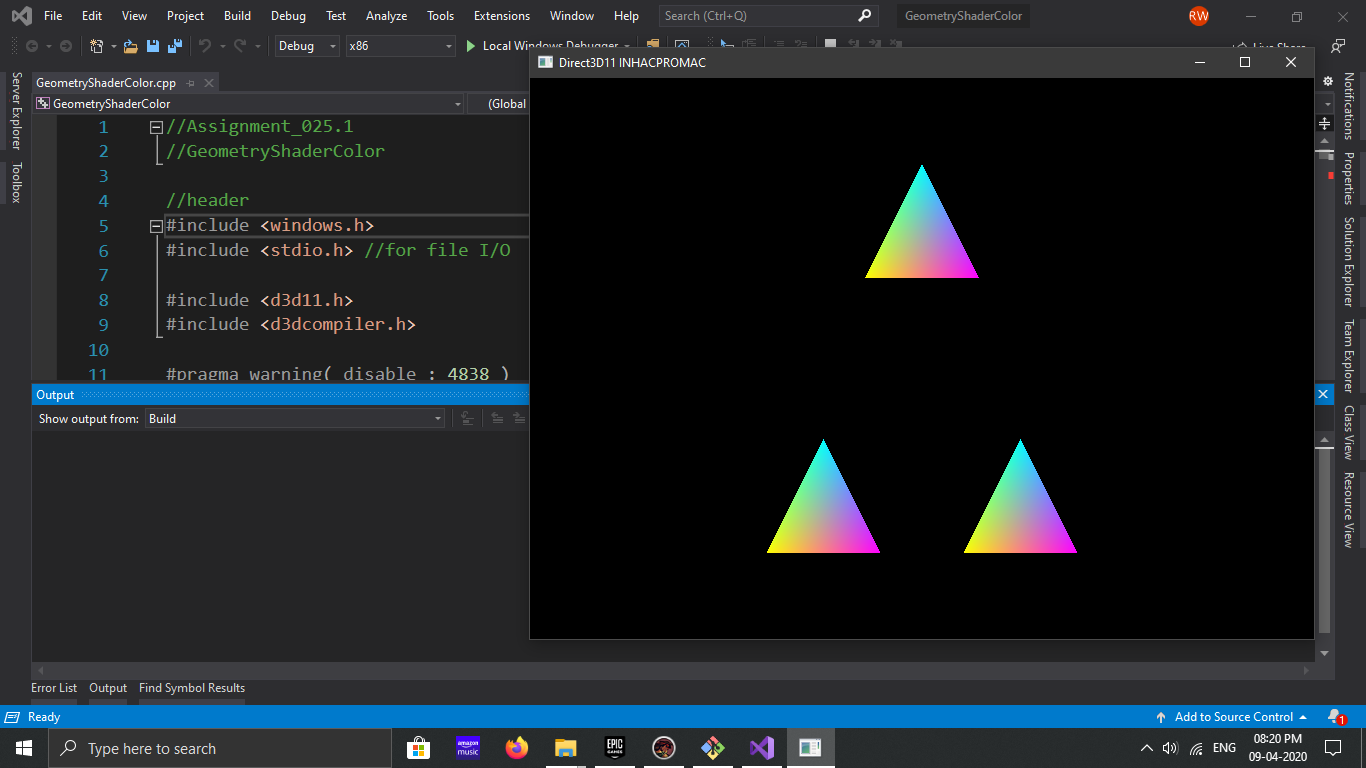 File Edit View Project Build Debug Test Analyze Tools Extensions Window Help Search (Ctrl+Q) GeometryShaderColor RW
Debug x86 Local Windows Debugger Live Share
Direct3D11 INHACPROMAC
Server Explorer
Toolbox
GeometryShaderColor.cpp
GeometryShaderColor (Global
1 //Assignment_025.1
2 //GeometryShaderColor
3
4 //header
5 #include <windows.h>
6 #include <stdio.h> //for file I/O
7
8 #include <d3d11.h>
9 #include <d3dcompiler.h>
10
11 #pragma warning( disable : 4838 )
Output
Show output from: Build
Notifications
Properties
Solution Explorer
Team Explorer
Class View
Resource View
Error List Output Find Symbol Results
Ready Add to Source Control 1
Type here to search amazon music EPIC GAMES ENG 08:20 PM
09-04-2020